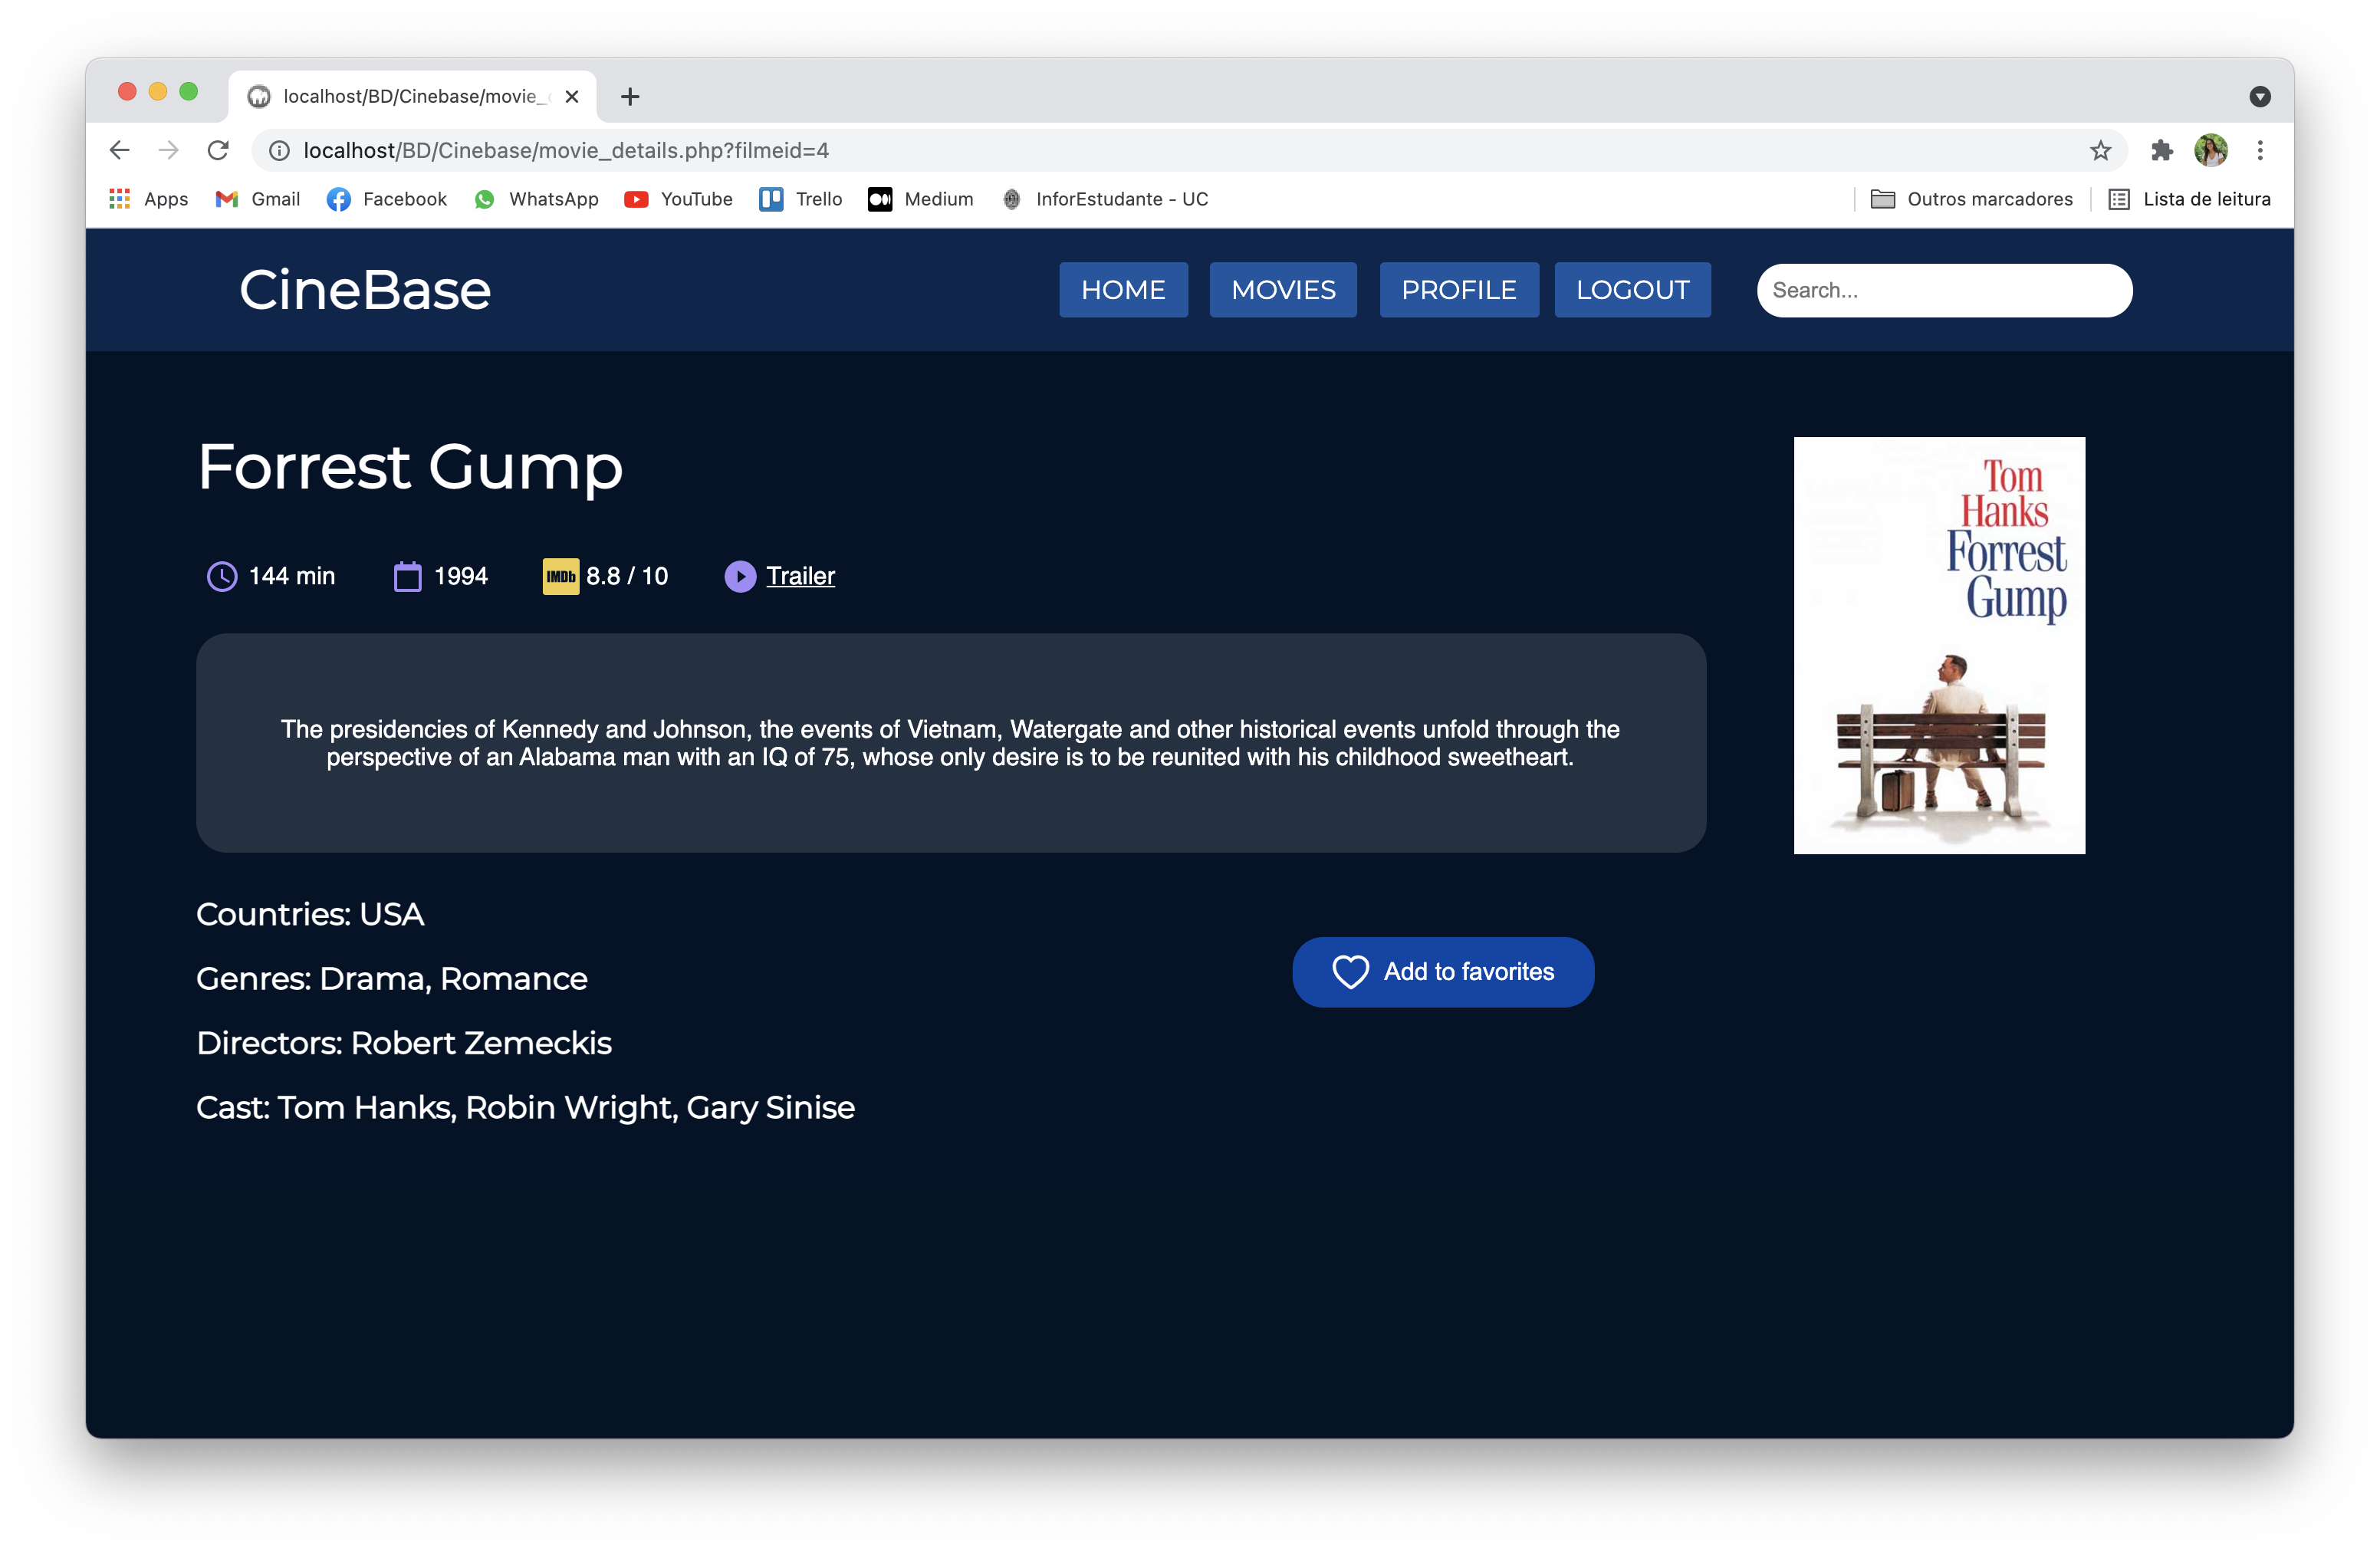 localhost/BD/Cinebase/movie_
localhost/BD/Cinebase/movie_details.php?filmeid=4
Apps Gmail Facebook WhatsApp YouTube Trello Medium InforEstudante - UC Outros marcadores Lista de leitura
CineBase HOME MOVIES PROFILE LOGOUT Search...
Forrest Gump
144 min 1994 IMDb 8.8 / 10 Trailer
The presidencies of Kennedy and Johnson, the events of Vietnam, Watergate and other historical events unfold through the
perspective of an Alabama man with an IQ of 75, whose only desire is to be reunited with his childhood sweetheart.
Tom
Hanks
Forrest
Gump
Countries: USA
Genres: Drama, Romance
Directors: Robert Zemeckis
Cast: Tom Hanks, Robin Wright, Gary Sinise
Add to favorites